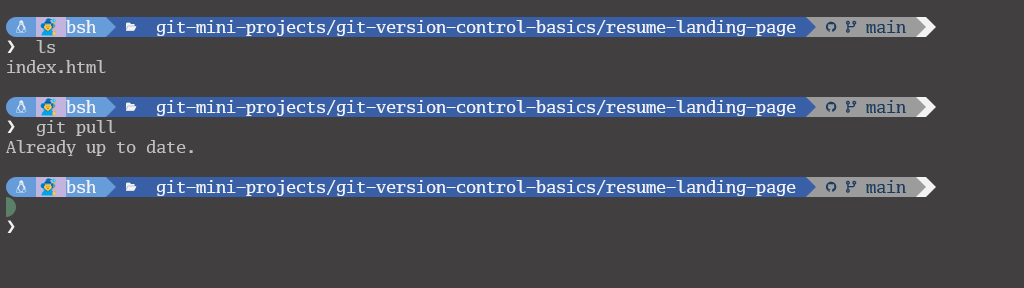 bsh git-mini-projects/git-version-control-basics/resume-landing-page main
❯ ls
index.html
bsh git-mini-projects/git-version-control-basics/resume-landing-page main
❯ git pull
Already up to date.
bsh git-mini-projects/git-version-control-basics/resume-landing-page main
❯